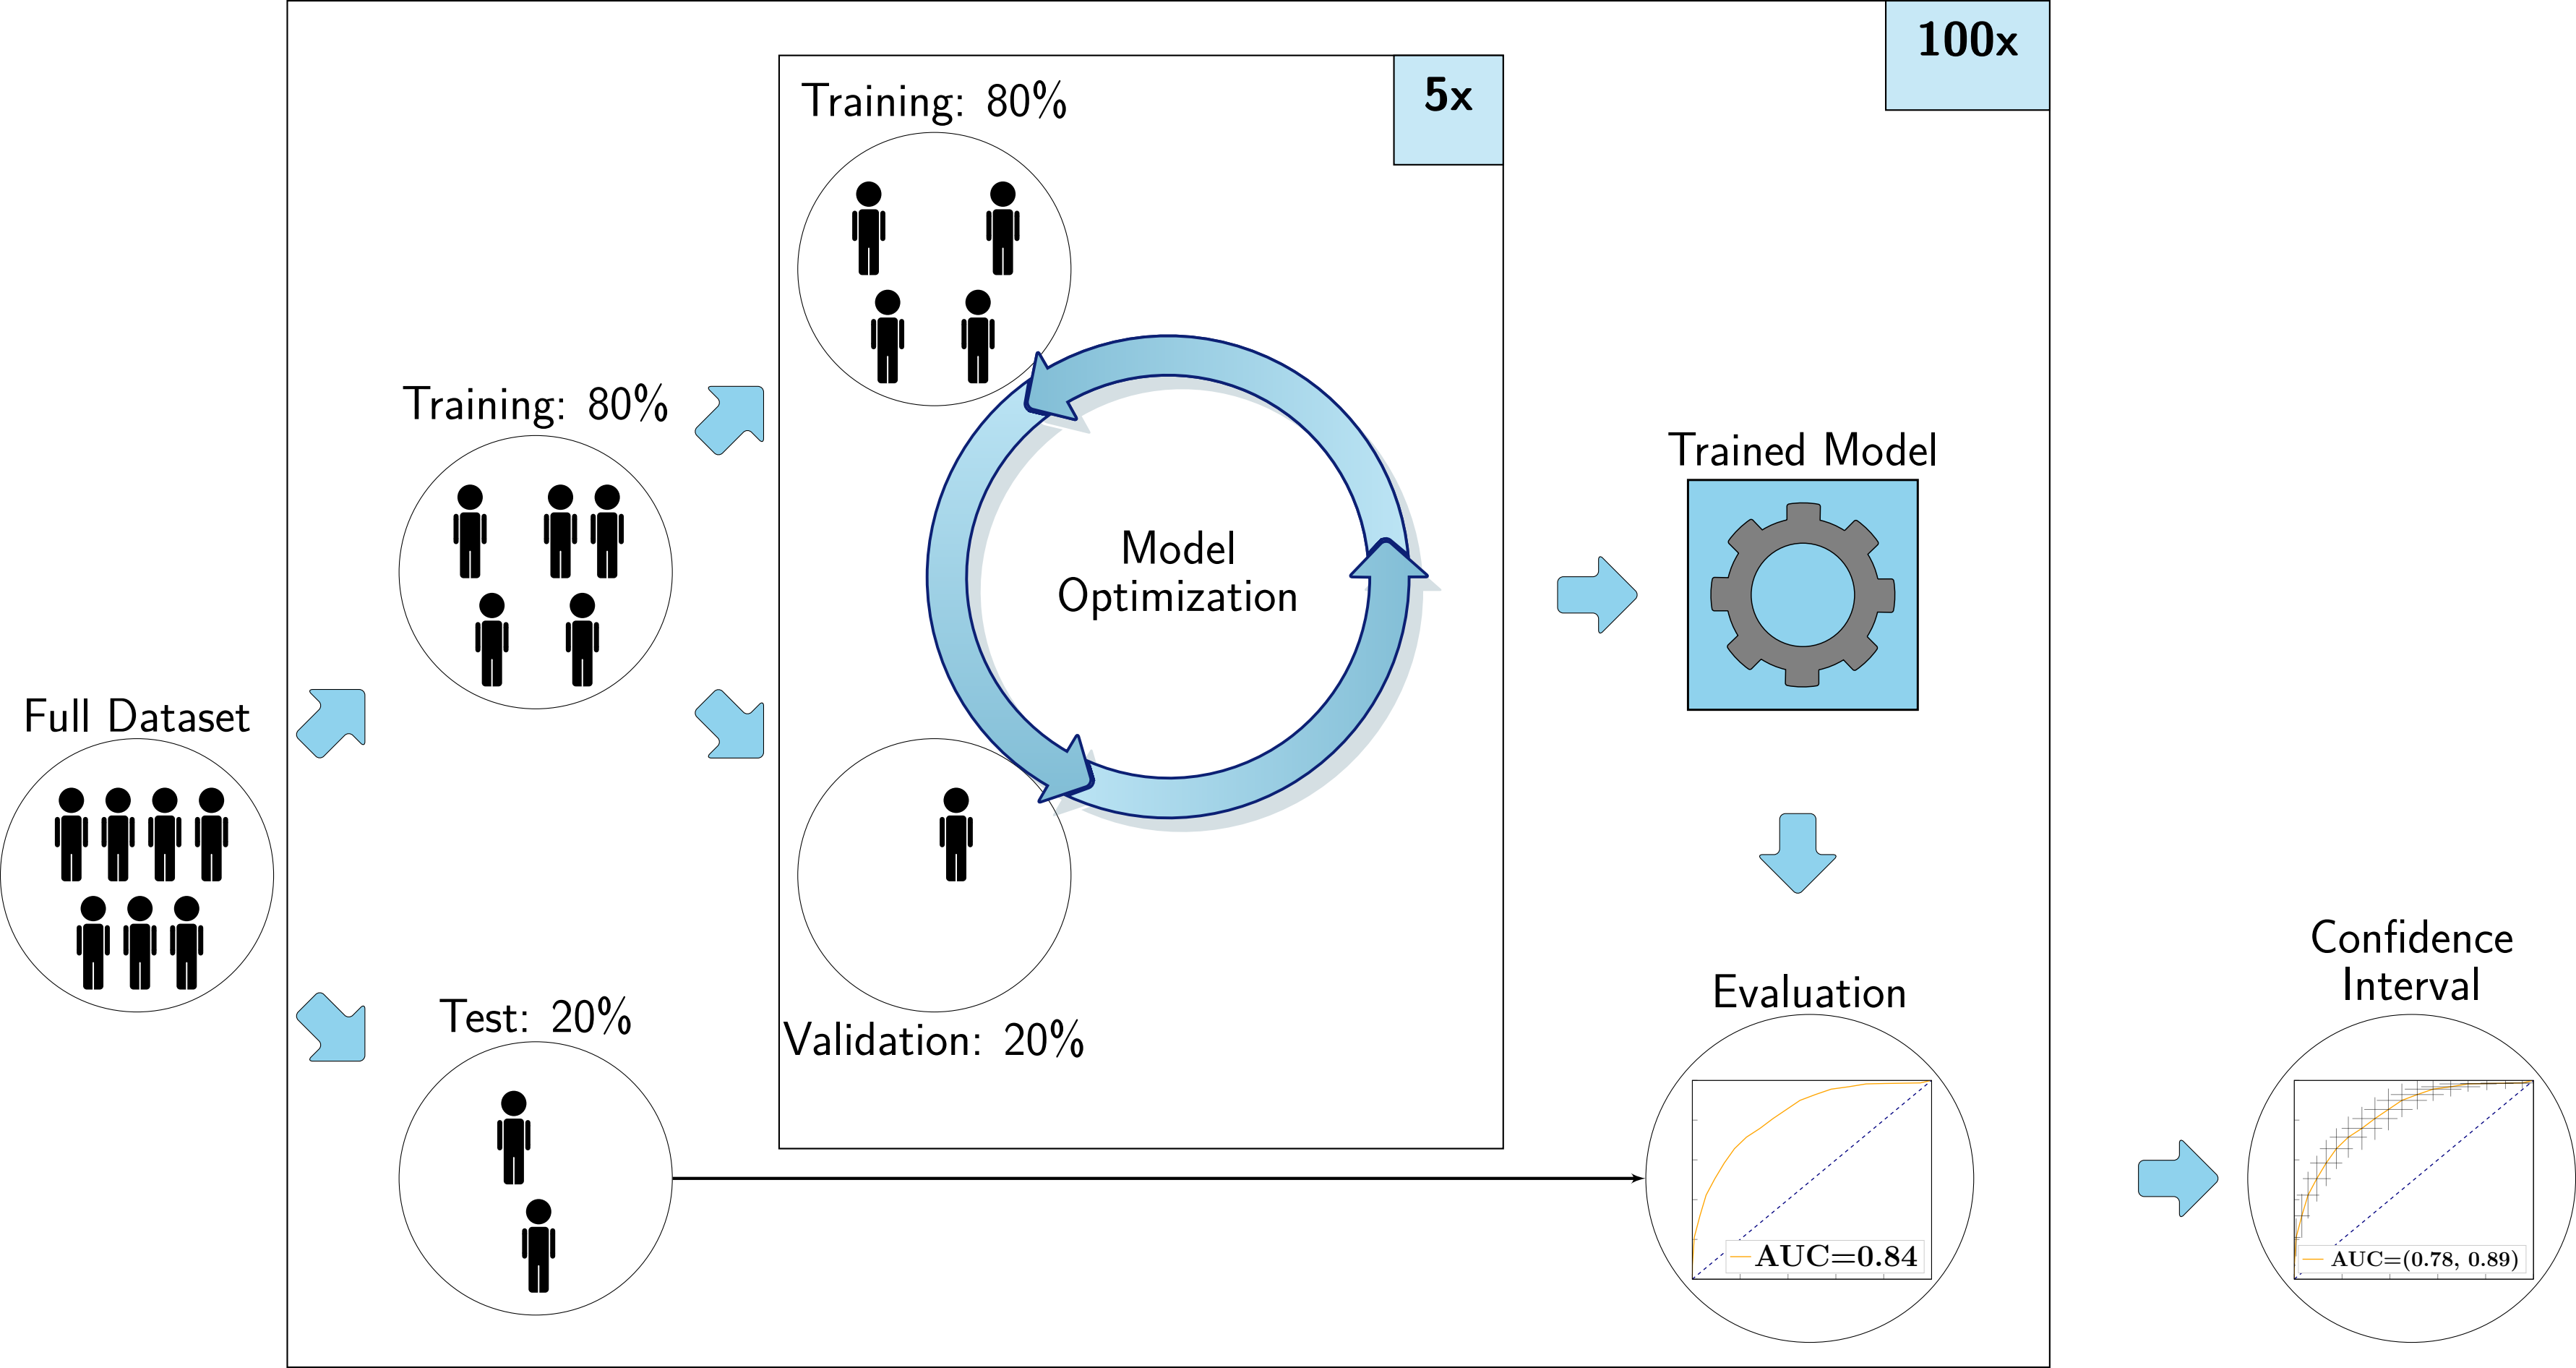 100x
5x
Training: 80%
Training: 80%
Trained Model
Model
Optimization
Full Dataset
Confidence
Interval
Evaluation
Test: 20%
Validation: 20%
AUC=0.84
AUC=(0.78, 0.89)